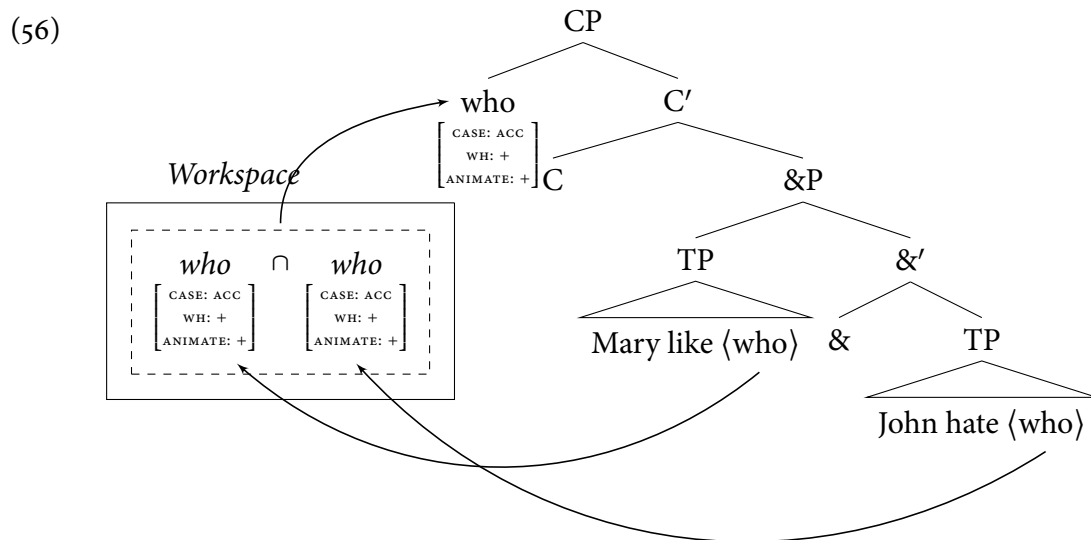 (56)
CP
who
C′
[CASE: ACC
WH: +
ANIMATE: +]
C
&P
Workspace
TP
&′
who ∩ who
[CASE: ACC
WH: +
ANIMATE: +]
[CASE: ACC
WH: +
ANIMATE: +]
Mary like ⟨who⟩
&
TP
John hate ⟨who⟩